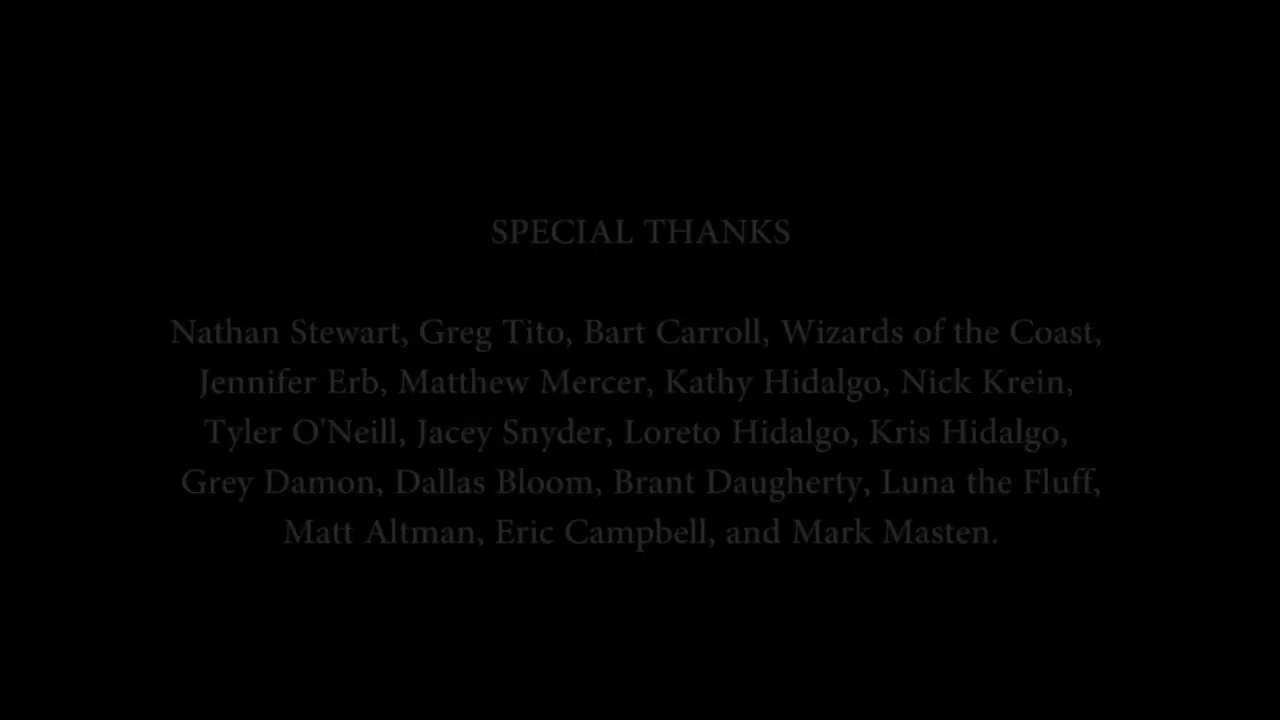 SPECIAL THANKS
Nathan Stewart, Greg Tito, Bart Carroll, Wizards of the Coast,
Jennifer Erb, Matthew Mercer, Kathy Hidalgo, Nick Krein,
Tyler O'Neill, Jacey Snyder, Loreto Hidalgo, Kris Hidalgo,
Grey Damon, Dallas Bloom, Brant Daugherty, Luna the Fluff,
Matt Altman, Eric Campbell, and Mark Masten.